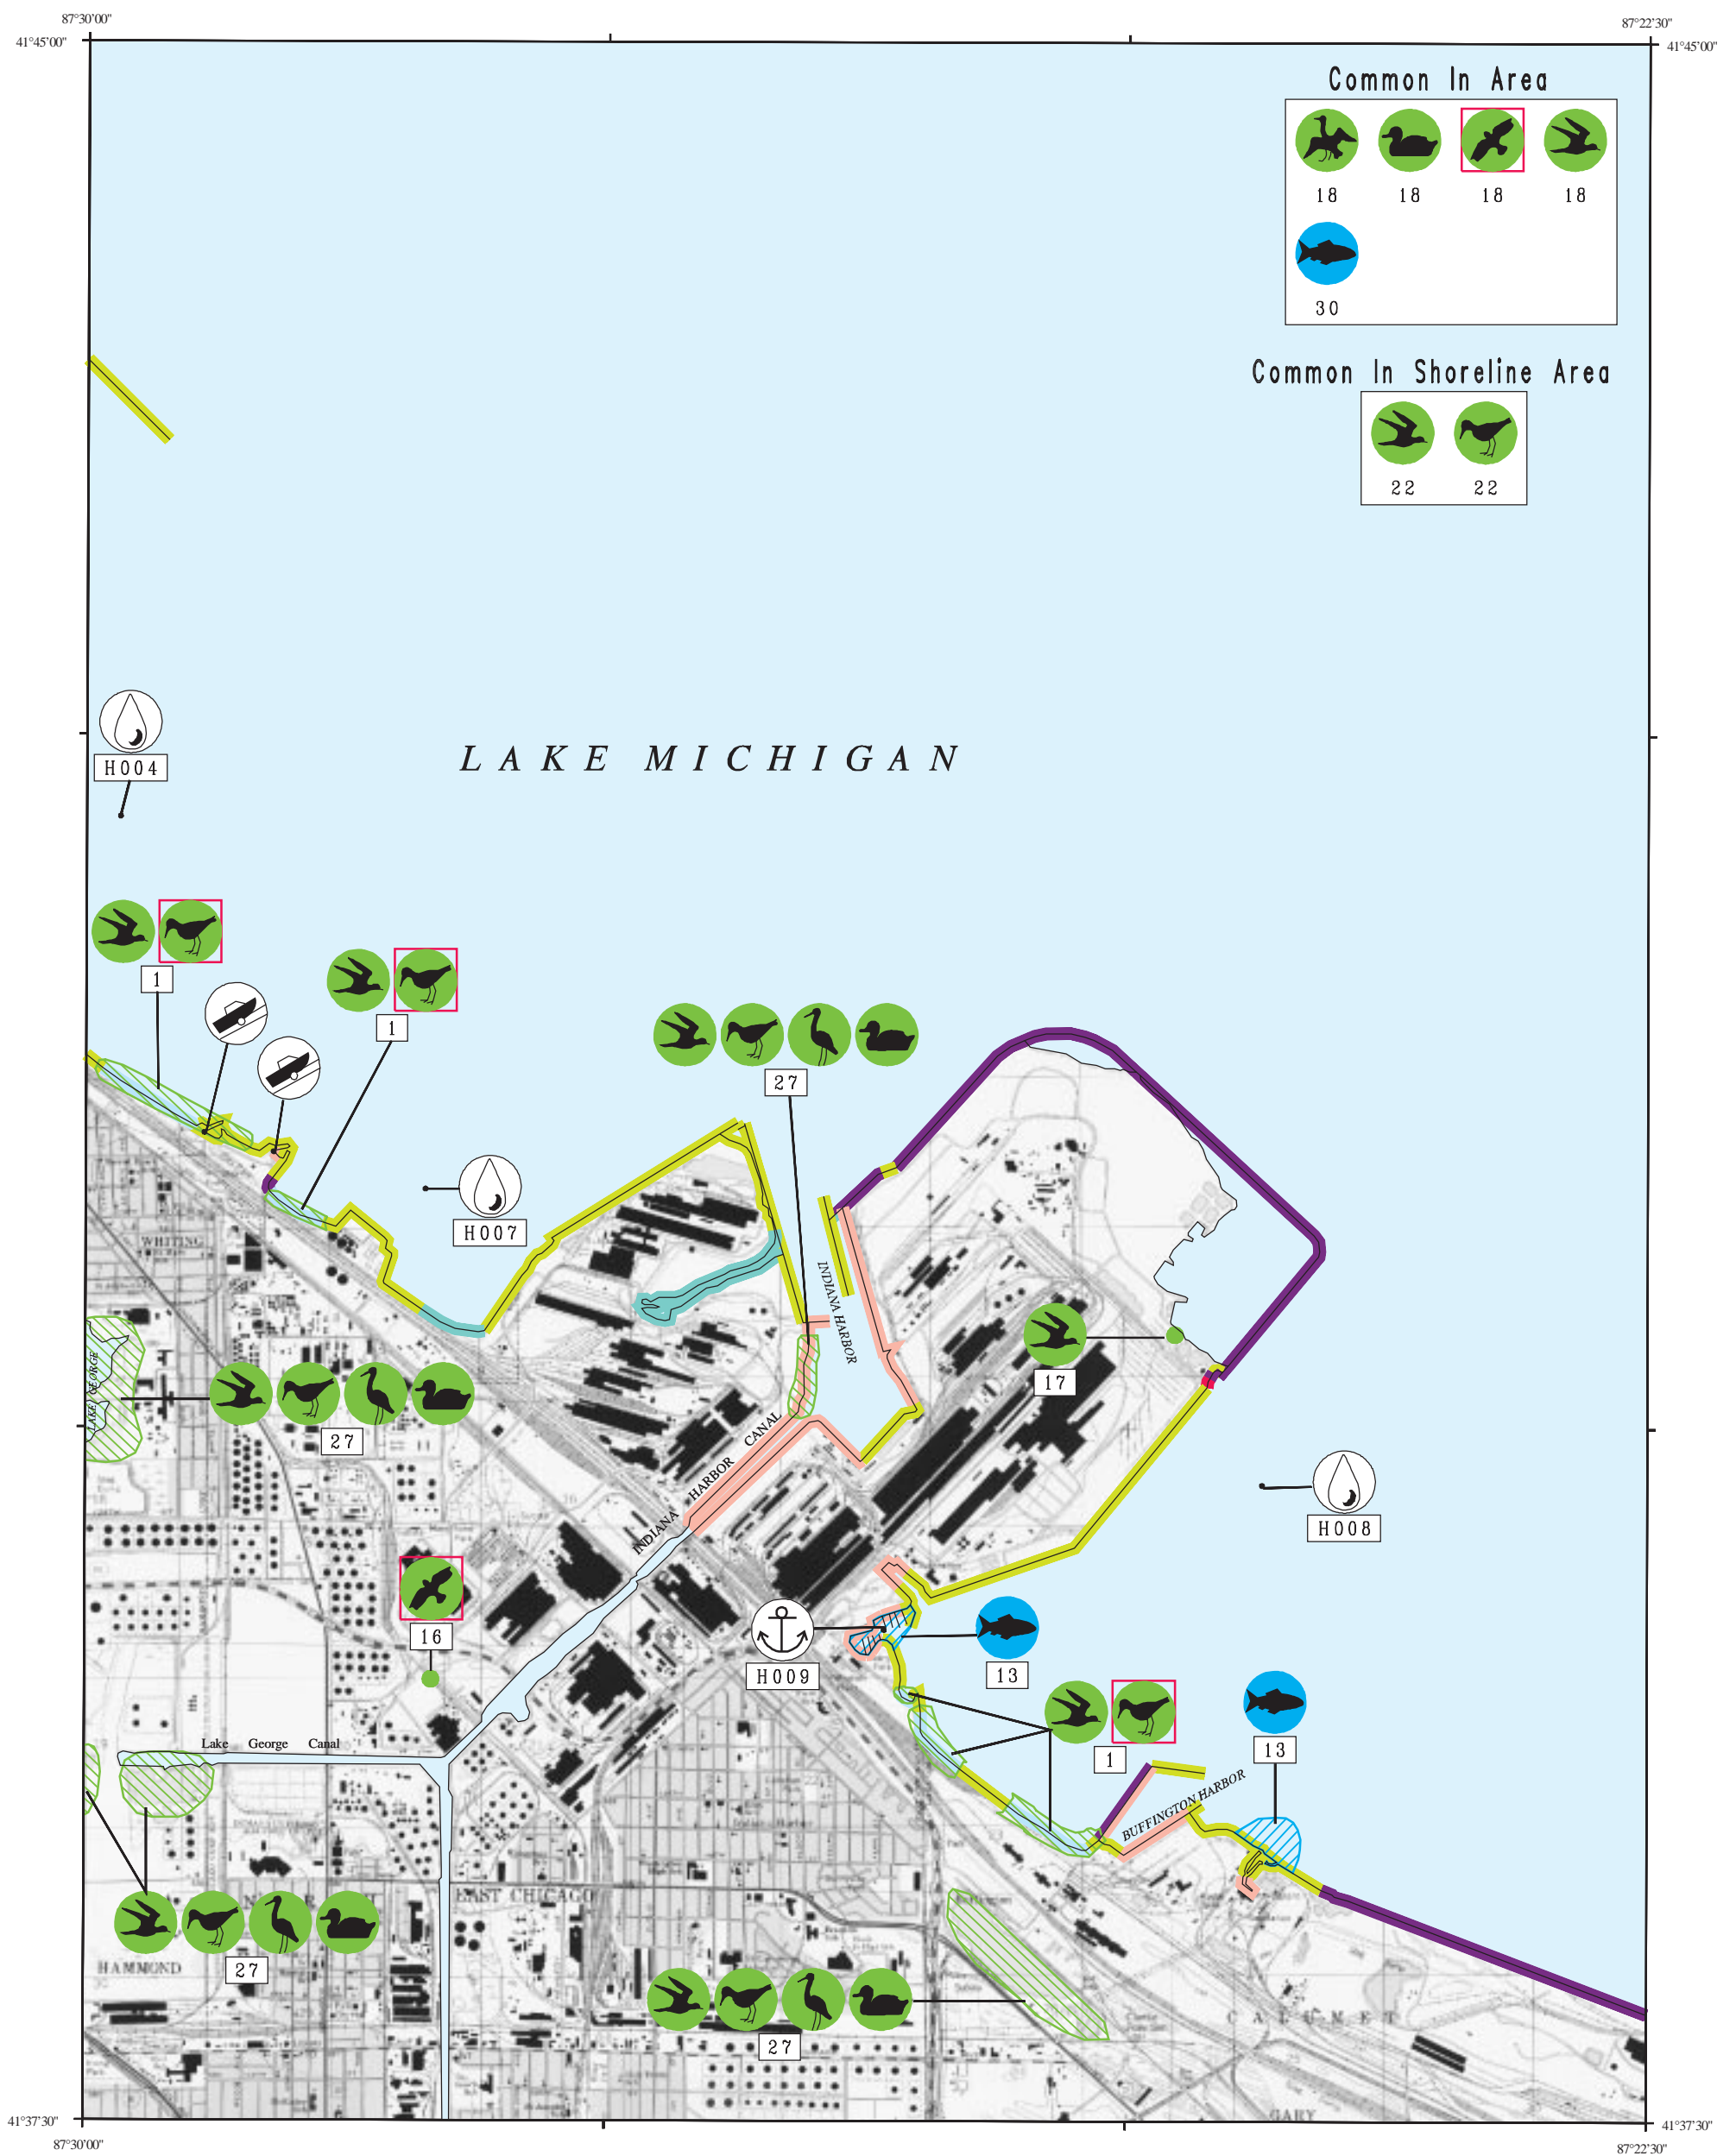 87°30'00"
87°22'30"
41°45'00"
41°45'00"
Common In Area
18 18 18 18
30
Common In Shoreline Area
22 22
LAKE MICHIGAN
H004
1
1
27
H007
WHITING
INDIANA HARBOR
17
LAKE GEORGE
27
INDIANA HARBOR CANAL
H008
16
H009
13
1
13
Lake George Canal
BUFFINGTON HARBOR
EAST CHICAGO
HAMMOND
27
27
CALUMET
GARY
41°37'30"
41°37'30"
87°30'00"
87°22'30"